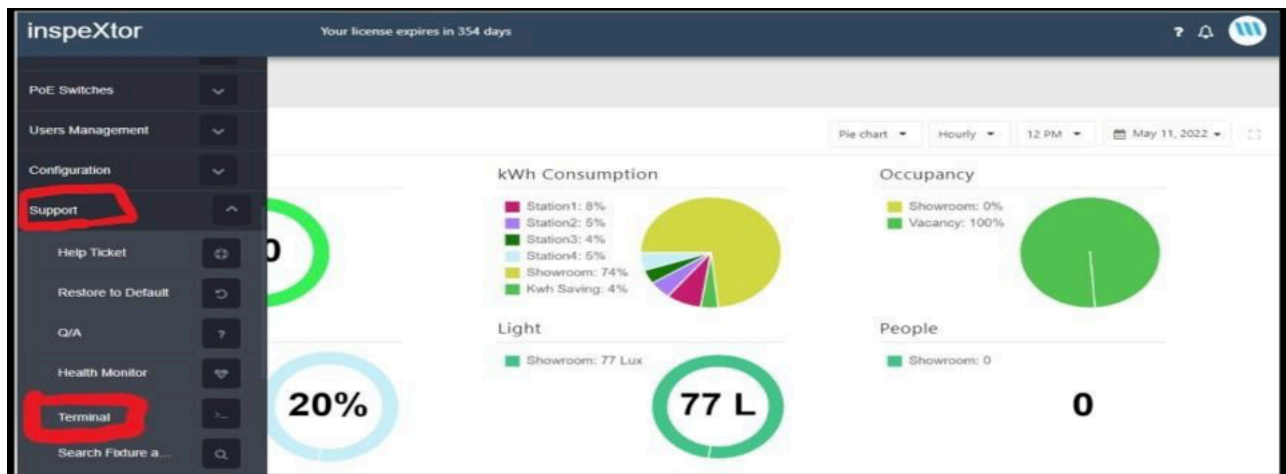 inspeXtor
Your license expires in 354 days
?
PoE Switches
Users Management
Configuration
Support
Help Ticket
Restore to Default
Q/A
?
Health Monitor
Terminal
>_
Search Fixture a...
Pie chart
Hourly
12 PM
May 11, 2022
0
kWh Consumption
Station1: 8%
Station2: 5%
Station3: 4%
Station4: 5%
Showroom: 74%
Kwh Saving: 4%
Occupancy
Showroom: 0%
Vacancy: 100%
20%
Light
Showroom: 77 Lux
77 L
People
Showroom: 0
0